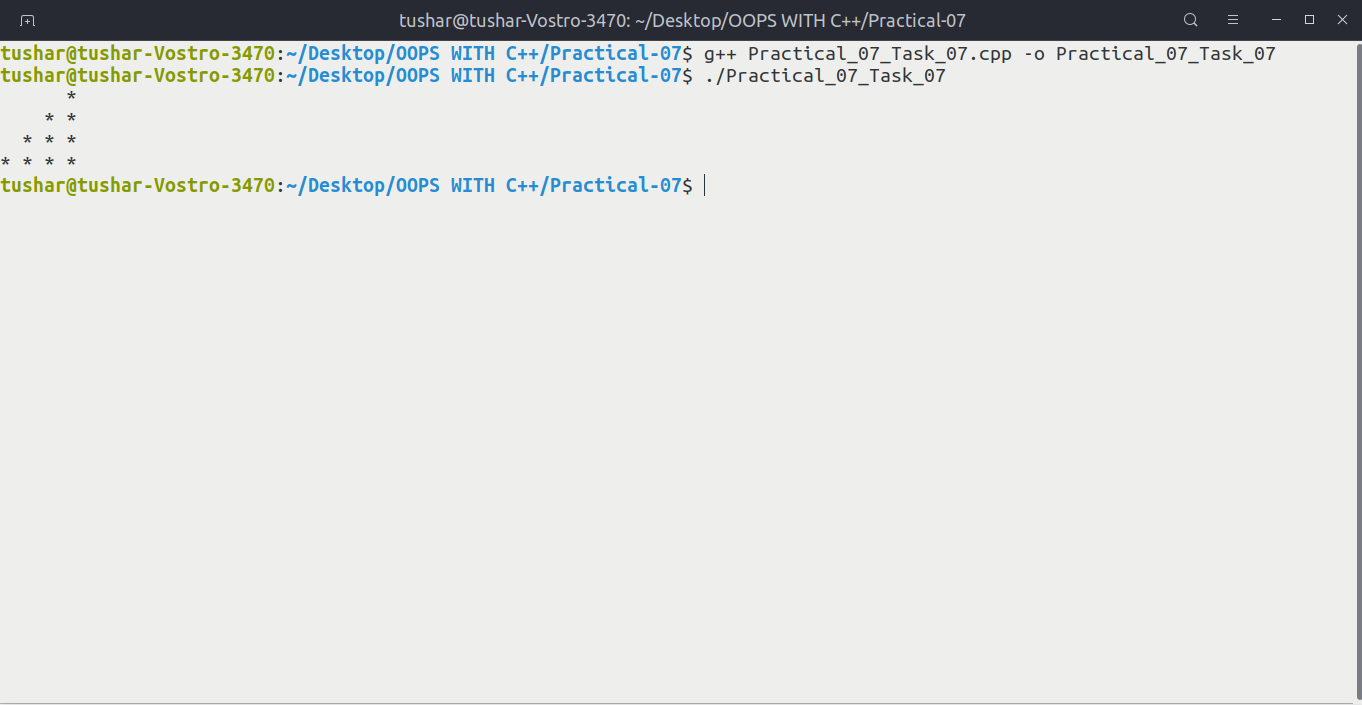 tushar@tushar-Vostro-3470: ~/Desktop/OOPS WITH C++/Practical-07
tushar@tushar-Vostro-3470:~/Desktop/OOPS WITH C++/Practical-07$ g++ Practical_07_Task_07.cpp -o Practical_07_Task_07
tushar@tushar-Vostro-3470:~/Desktop/OOPS WITH C++/Practical-07$ ./Practical_07_Task_07
      *
    * *
  * * *
* * * *
tushar@tushar-Vostro-3470:~/Desktop/OOPS WITH C++/Practical-07$